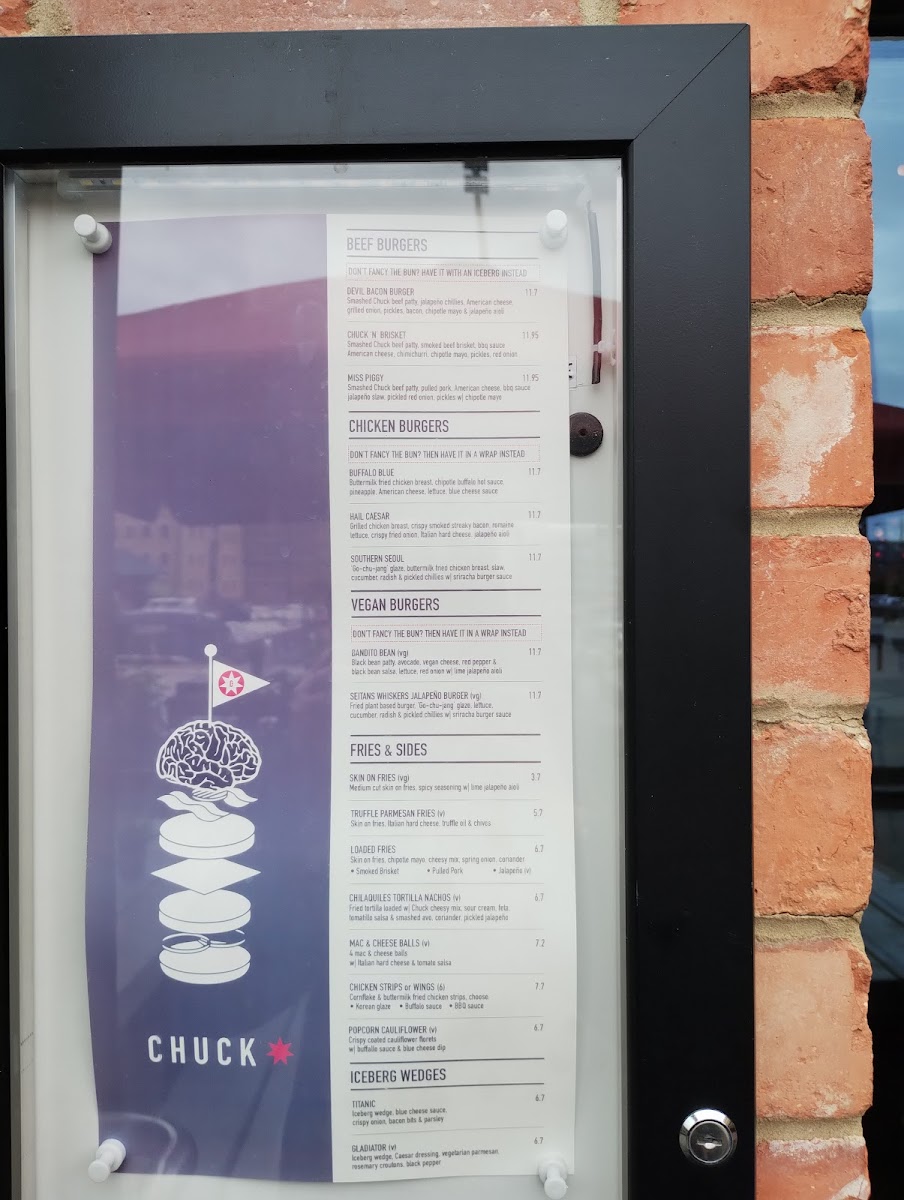 BEEF BURGERS
DON'T FANCY THE BUN? HAVE IT WITH AN ICEBERG INSTEAD
DEVIL BACON BURGER 11.7
Smashed Chuck beef patty, jalapeño chillies, American cheese,
grilled onion, pickles, bacon, chipotle mayo & jalapeño aioli
CHUCK 'N' BRISKET 11.95
Smashed Chuck beef patty, smoked beef brisket, bbq sauce
American cheese, chimichurri, chipotle mayo, pickles, red onion
MISS PIGGY 11.95
Smashed Chuck beef patty, pulled pork, American cheese, bbq sauce
jalapeño slaw, pickled red onion, pickles w/ chipotle mayo
CHICKEN BURGERS
DON'T FANCY THE BUN? THEN HAVE IT IN A WRAP INSTEAD
BUFFALO BLUE 11.7
Buttermilk fried chicken breast, chipotle buffalo hot sauce,
pineapple, American cheese, lettuce, blue cheese sauce
HAIL CAESAR 11.7
Grilled chicken breast, crispy smoked streaky bacon, romaine
lettuce, crispy fried onion, Italian hard cheese, jalapeño aioli
SOUTHERN SEOUL 11.7
'Go-chu-jang' glaze, buttermilk fried chicken breast, slaw,
cucumber, radish & pickled chillies w/ sriracha burger sauce
VEGAN BURGERS
DON'T FANCY THE BUN? THEN HAVE IT IN A WRAP INSTEAD
BANDITO BEAN (vg) 11.7
Black bean patty, avocado, vegan cheese, red pepper &
black bean salsa, lettuce, red onion w/ lime jalapeño aioli
SEITANS WHISKERS JALAPEÑO BURGER (vg) 11.7
Fried plant based burger, 'Go-chu-jang' glaze, lettuce,
cucumber, radish & pickled chillies w/ sriracha burger sauce
FRIES & SIDES
SKIN ON FRIES (vg) 3.7
Medium cut skin on fries, spicy seasoning w/ lime jalapeño aioli
TRUFFLE PARMESAN FRIES (v) 5.7
Skin on fries, Italian hard cheese, truffle oil & chives
LOADED FRIES 6.7
Skin on fries, chipotle mayo, cheesy mix, spring onion, coriander
• Smoked Brisket • Pulled Pork • Jalapeño (v)
CHILAQUILES TORTILLA NACHOS (v) 6.7
Fried tortilla loaded w/ Chuck cheesy mix, sour cream, feta,
tomatillo salsa & smashed avo, coriander, pickled jalapeño
MAC & CHEESE BALLS (v) 7.2
4 mac & cheese balls
w/ Italian hard cheese & tomato salsa
CHICKEN STRIPS or WINGS (6) 7.7
Cornflake & buttermilk fried chicken strips, choose:
• Korean glaze • Buffalo sauce • BBQ sauce
POPCORN CAULIFLOWER (v) 6.7
Crispy coated cauliflower florets
w/ buffalo sauce & blue cheese dip
ICEBERG WEDGES
TITANIC 6.7
Iceberg wedge, blue cheese sauce,
crispy onion, bacon bits & parsley
GLADIATOR (v) 6.7
Iceberg wedge, Caesar dressing, vegetarian parmesan,
rosemary croutons, black pepper
CHUCK